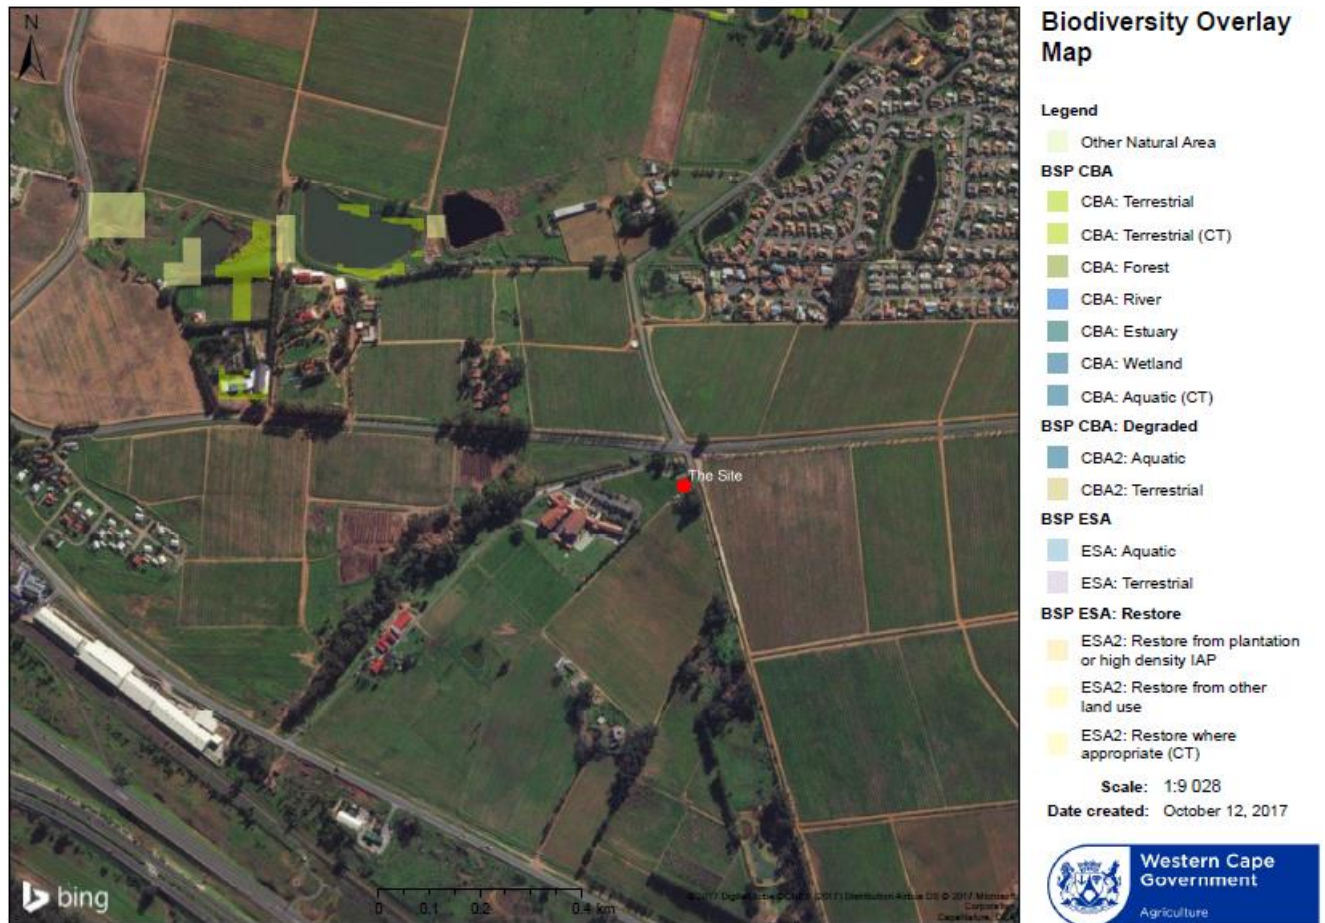 N
The Site
bing
0 0.1 0.2 0.4 km
Biodiversity Overlay
Map
Legend
Other Natural Area
BSP CBA
CBA: Terrestrial
CBA: Terrestrial (CT)
CBA: Forest
CBA: River
CBA: Estuary
CBA: Wetland
CBA: Aquatic (CT)
BSP CBA: Degraded
CBA2: Aquatic
CBA2: Terrestrial
BSP ESA
ESA: Aquatic
ESA: Terrestrial
BSP ESA: Restore
ESA2: Restore from plantation
or high density IAP
ESA2: Restore from other
land use
ESA2: Restore where
appropriate (CT)
Scale: 1:9 028
Date created: October 12, 2017
Western Cape
Government
Agriculture